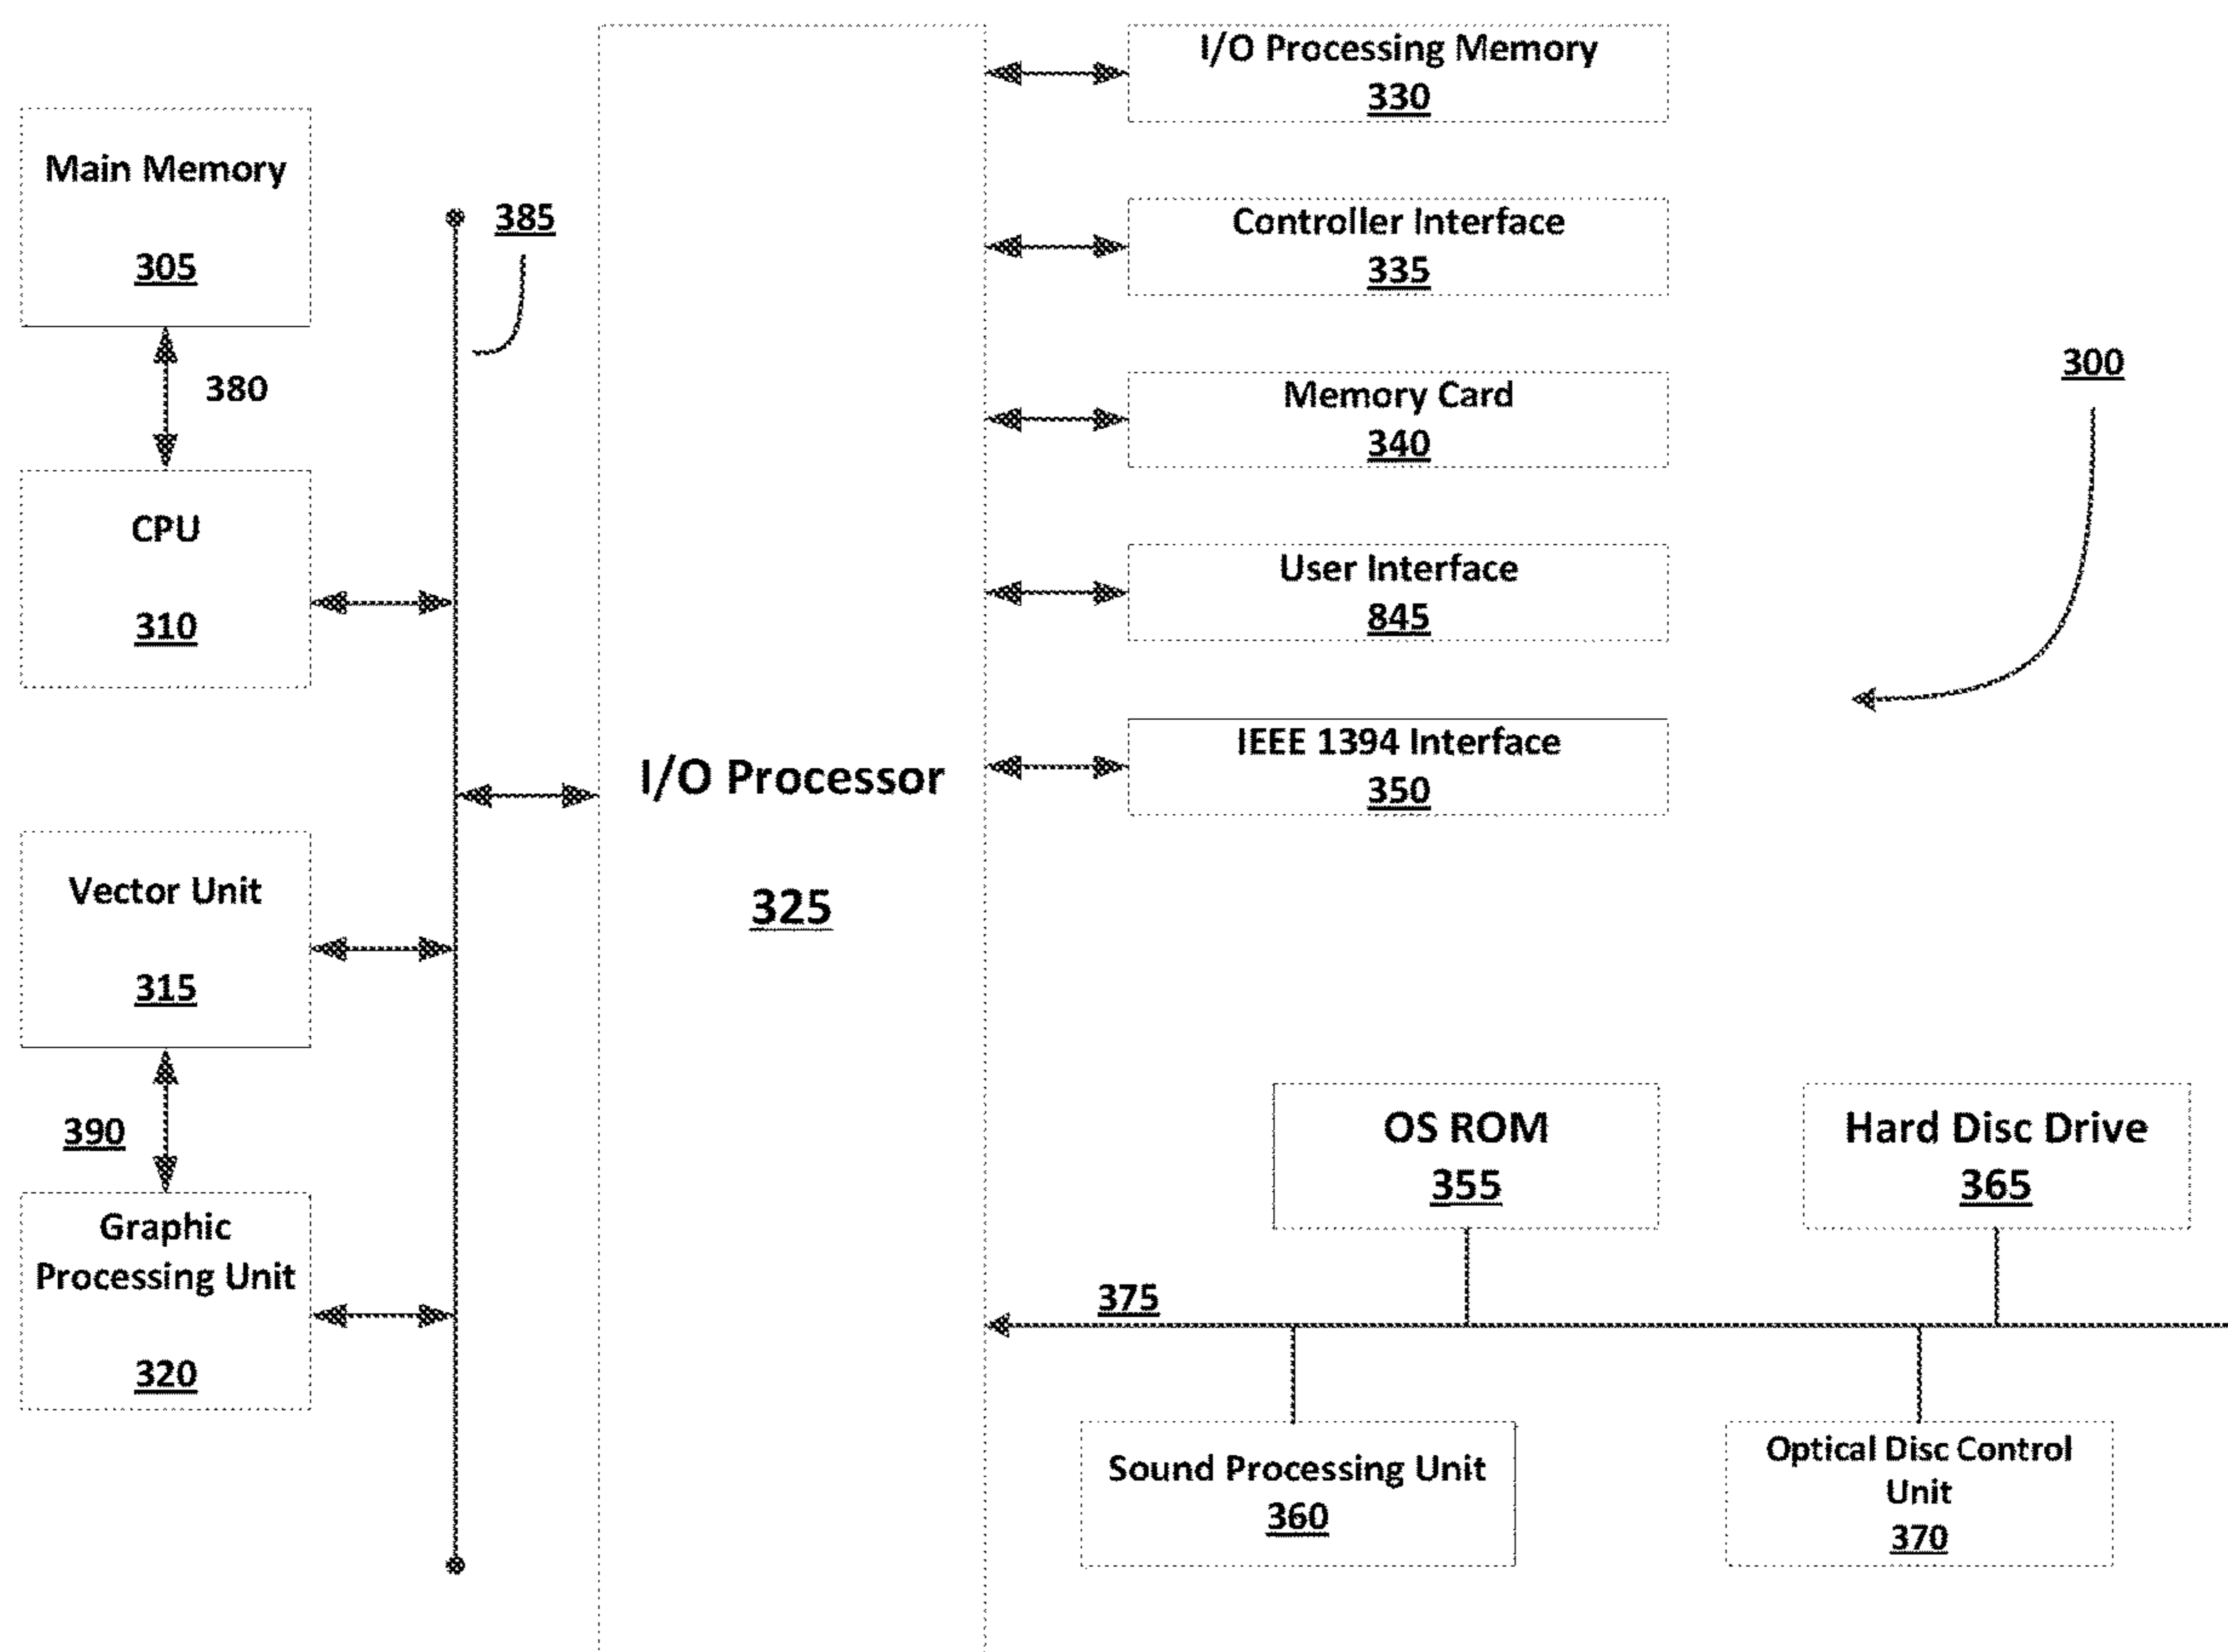 Main Memory
305
380
CPU
310
Vector Unit
315
390
Graphic
Processing Unit
320
385
I/O Processor
325
I/O Processing Memory
330
Controller Interface
335
Memory Card
340
User Interface
845
IEEE 1394 Interface
350
300
OS ROM
355
Hard Disc Drive
365
375
Sound Processing Unit
360
Optical Disc Control
Unit
370